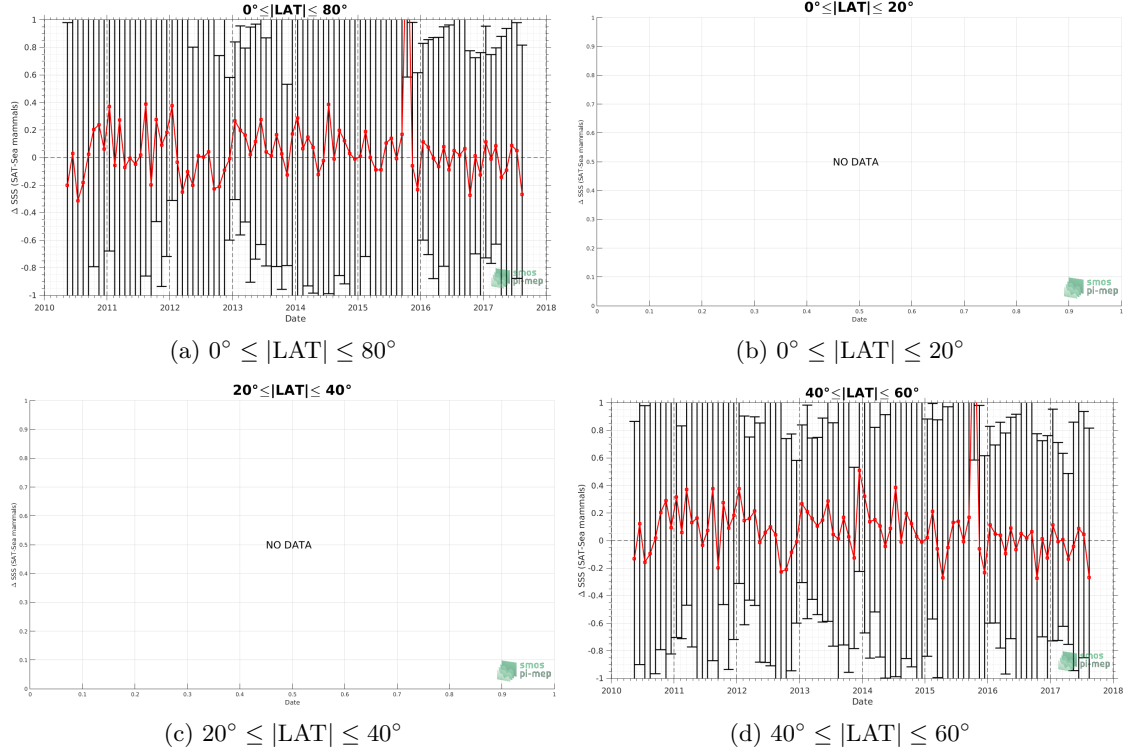 0°≤|LAT|≤ 80°
1
0.8
0.6
0.4
0.2
0
-0.2
-0.4
-0.6
-0.8
-1
Δ SSS (SAT-Sea mammals)
2010 2011 2012 2013 2014 2015 2016 2017 2018
Date
smos
pi-mep
(a) 0° ≤ |LAT| ≤ 80°
0°≤|LAT|≤ 20°
1
0.9
0.8
0.7
0.6
0.5
0.4
0.3
0.2
0.1
0
Δ SSS (SAT-Sea mammals)
NO DATA
0 0.1 0.2 0.3 0.4 0.5 0.6 0.7 0.8 0.9 1
Date
smos
pi-mep
(b) 0° ≤ |LAT| ≤ 20°
20°≤|LAT|≤ 40°
1
0.9
0.8
0.7
0.6
0.5
0.4
0.3
0.2
0.1
0
Δ SSS (SAT-Sea mammals)
NO DATA
0 0.1 0.2 0.3 0.4 0.5 0.6 0.7 0.8 0.9 1
Date
smos
pi-mep
(c) 20° ≤ |LAT| ≤ 40°
40°≤|LAT|≤ 60°
1
0.8
0.6
0.4
0.2
0
-0.2
-0.4
-0.6
-0.8
-1
Δ SSS (SAT-Sea mammals)
2010 2011 2012 2013 2014 2015 2016 2017 2018
Date
smos
pi-mep
(d) 40° ≤ |LAT| ≤ 60°